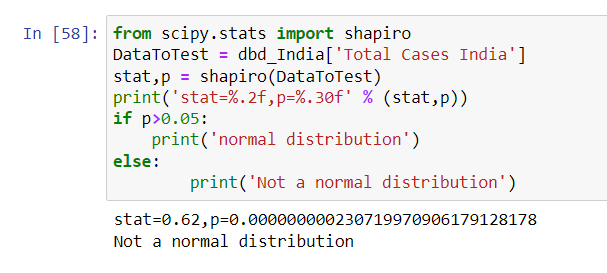 In [58]: from scipy.stats import shapiro
DataToTest = dbd_India['Total Cases India']
stat,p = shapiro(DataToTest)
print('stat=%.2f,p=%.30f' % (stat,p))
if p>0.05:
    print('normal distribution')
else:
        print('Not a normal distribution')
stat=0.62,p=0.000000000230719970906179128178
Not a normal distribution